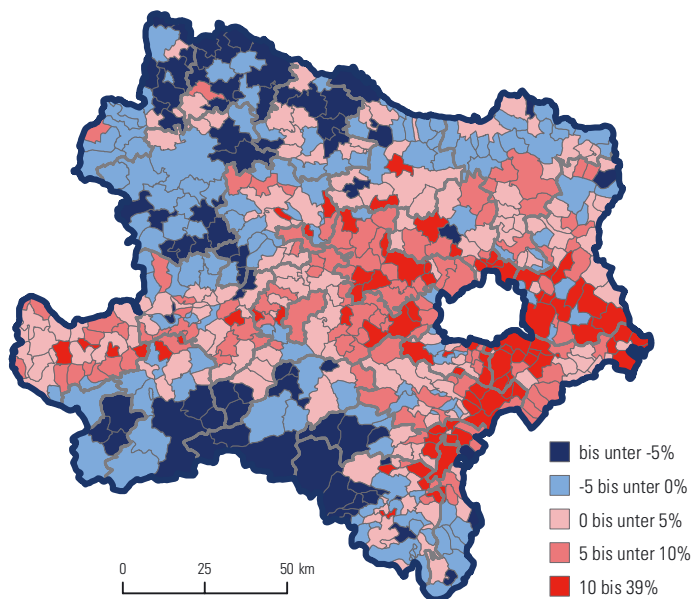 bis unter -5%
-5 bis unter 0%
0 bis unter 5%
5 bis unter 10%
10 bis 39%
0 25 50 km